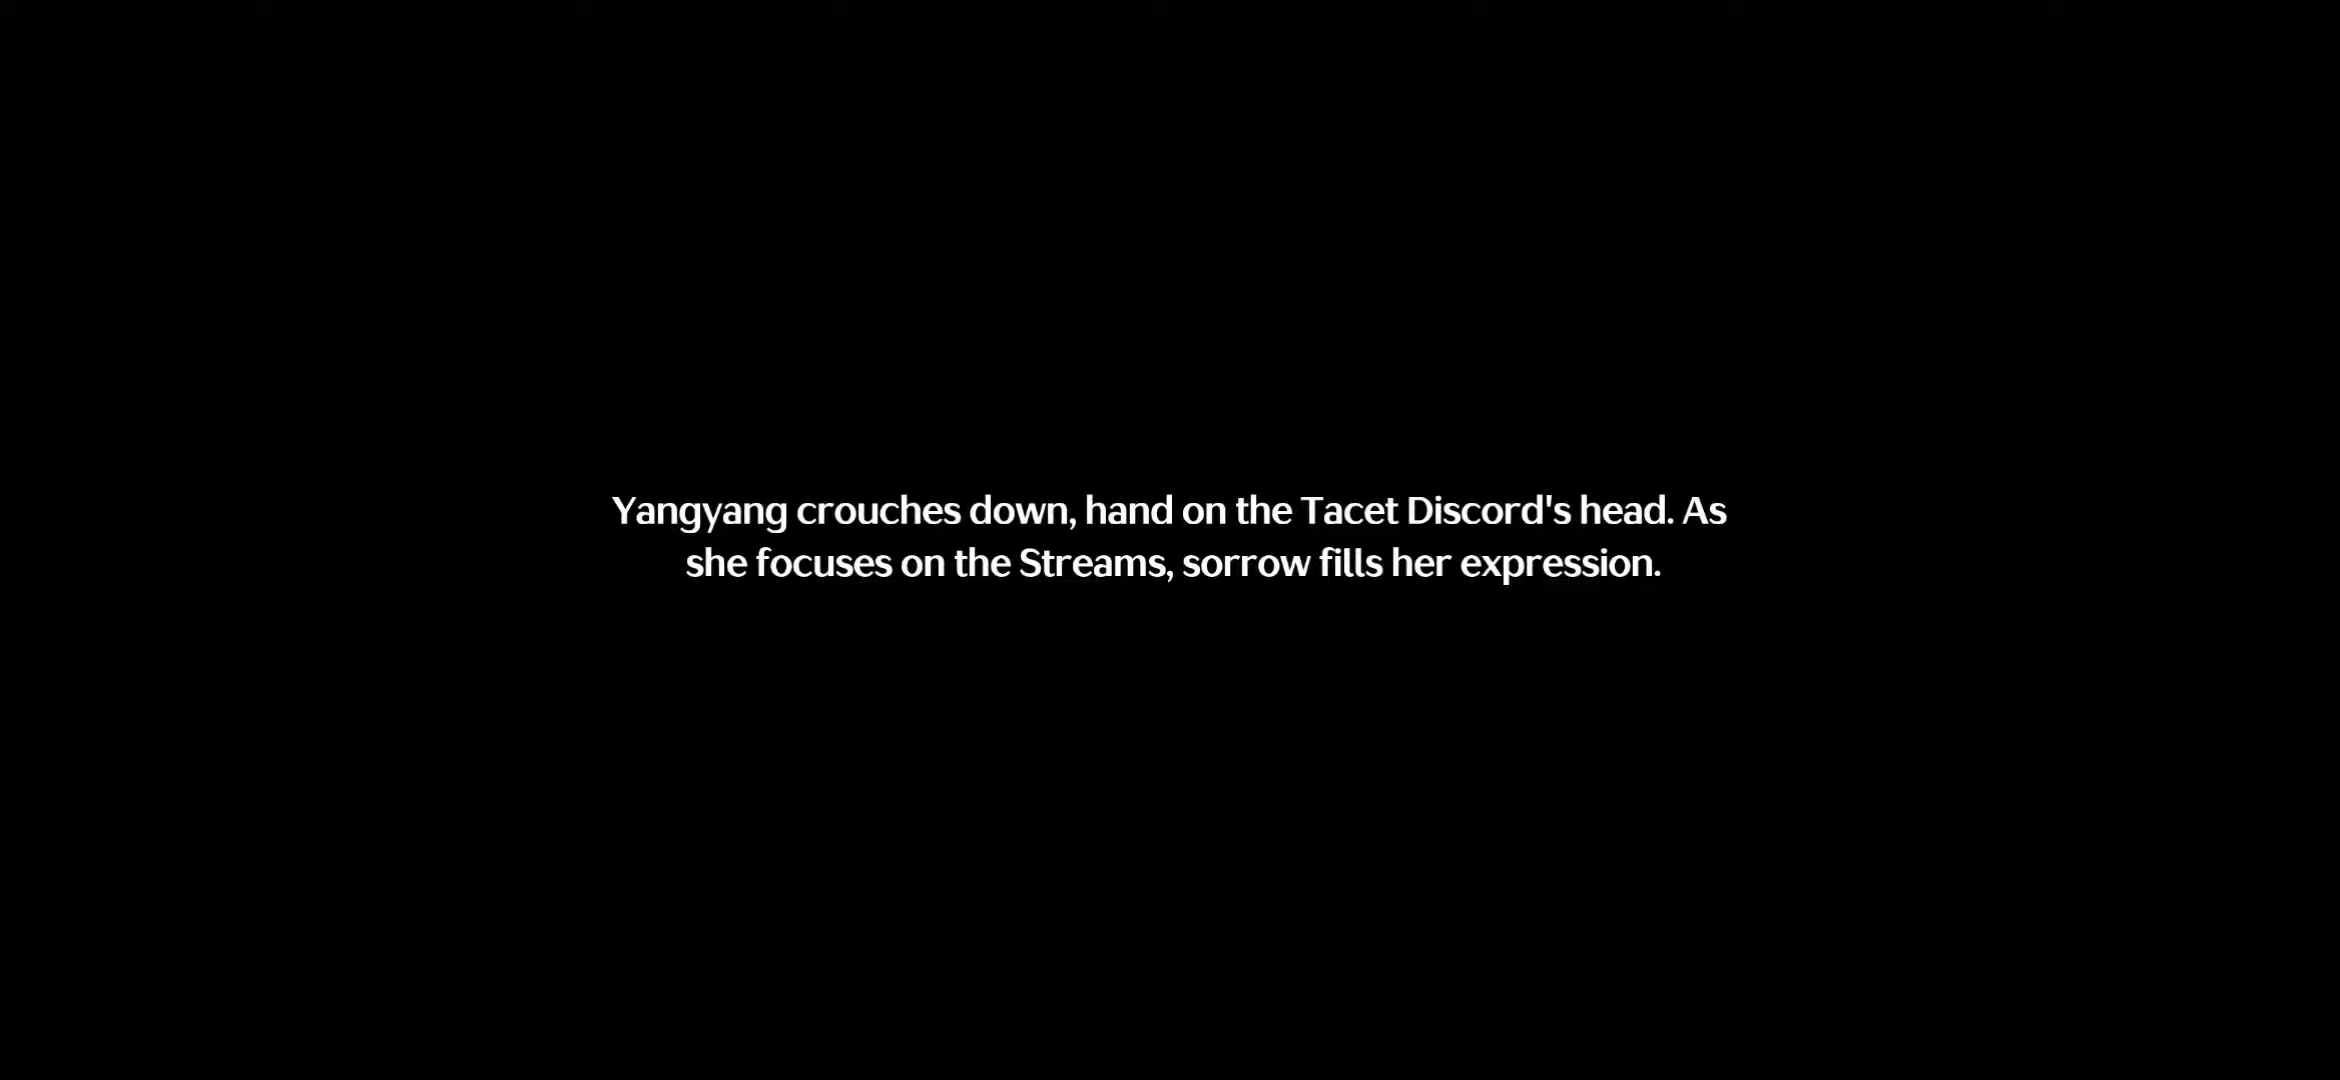 Yangyang crouches down, hand on the Tacet Discord's head. As
she focuses on the Streams, sorrow fills her expression.